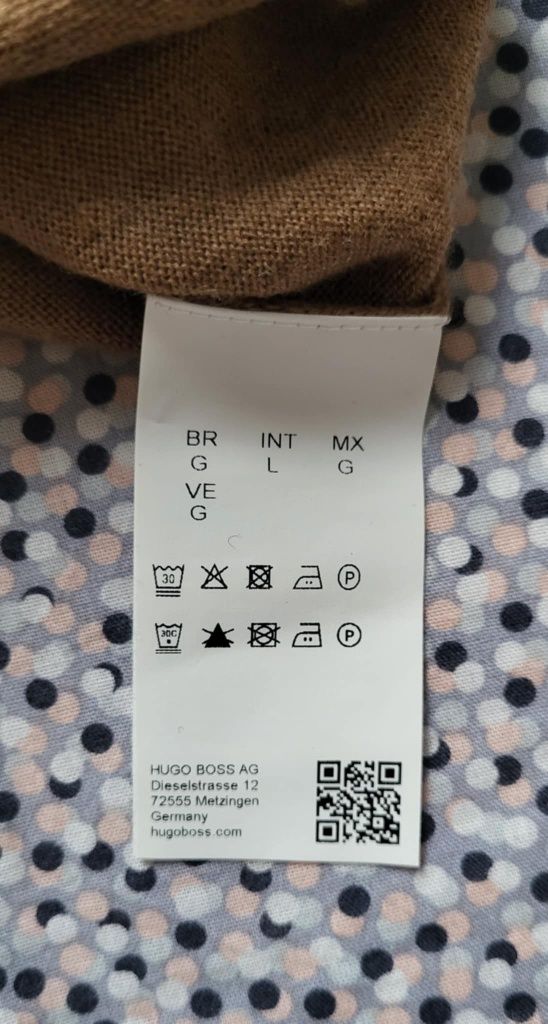 BR INT MX
G L G
VE
G
30 P
30C P
HUGO BOSS AG
Dieselstrasse 12
72555 Metzingen
Germany
hugoboss.com